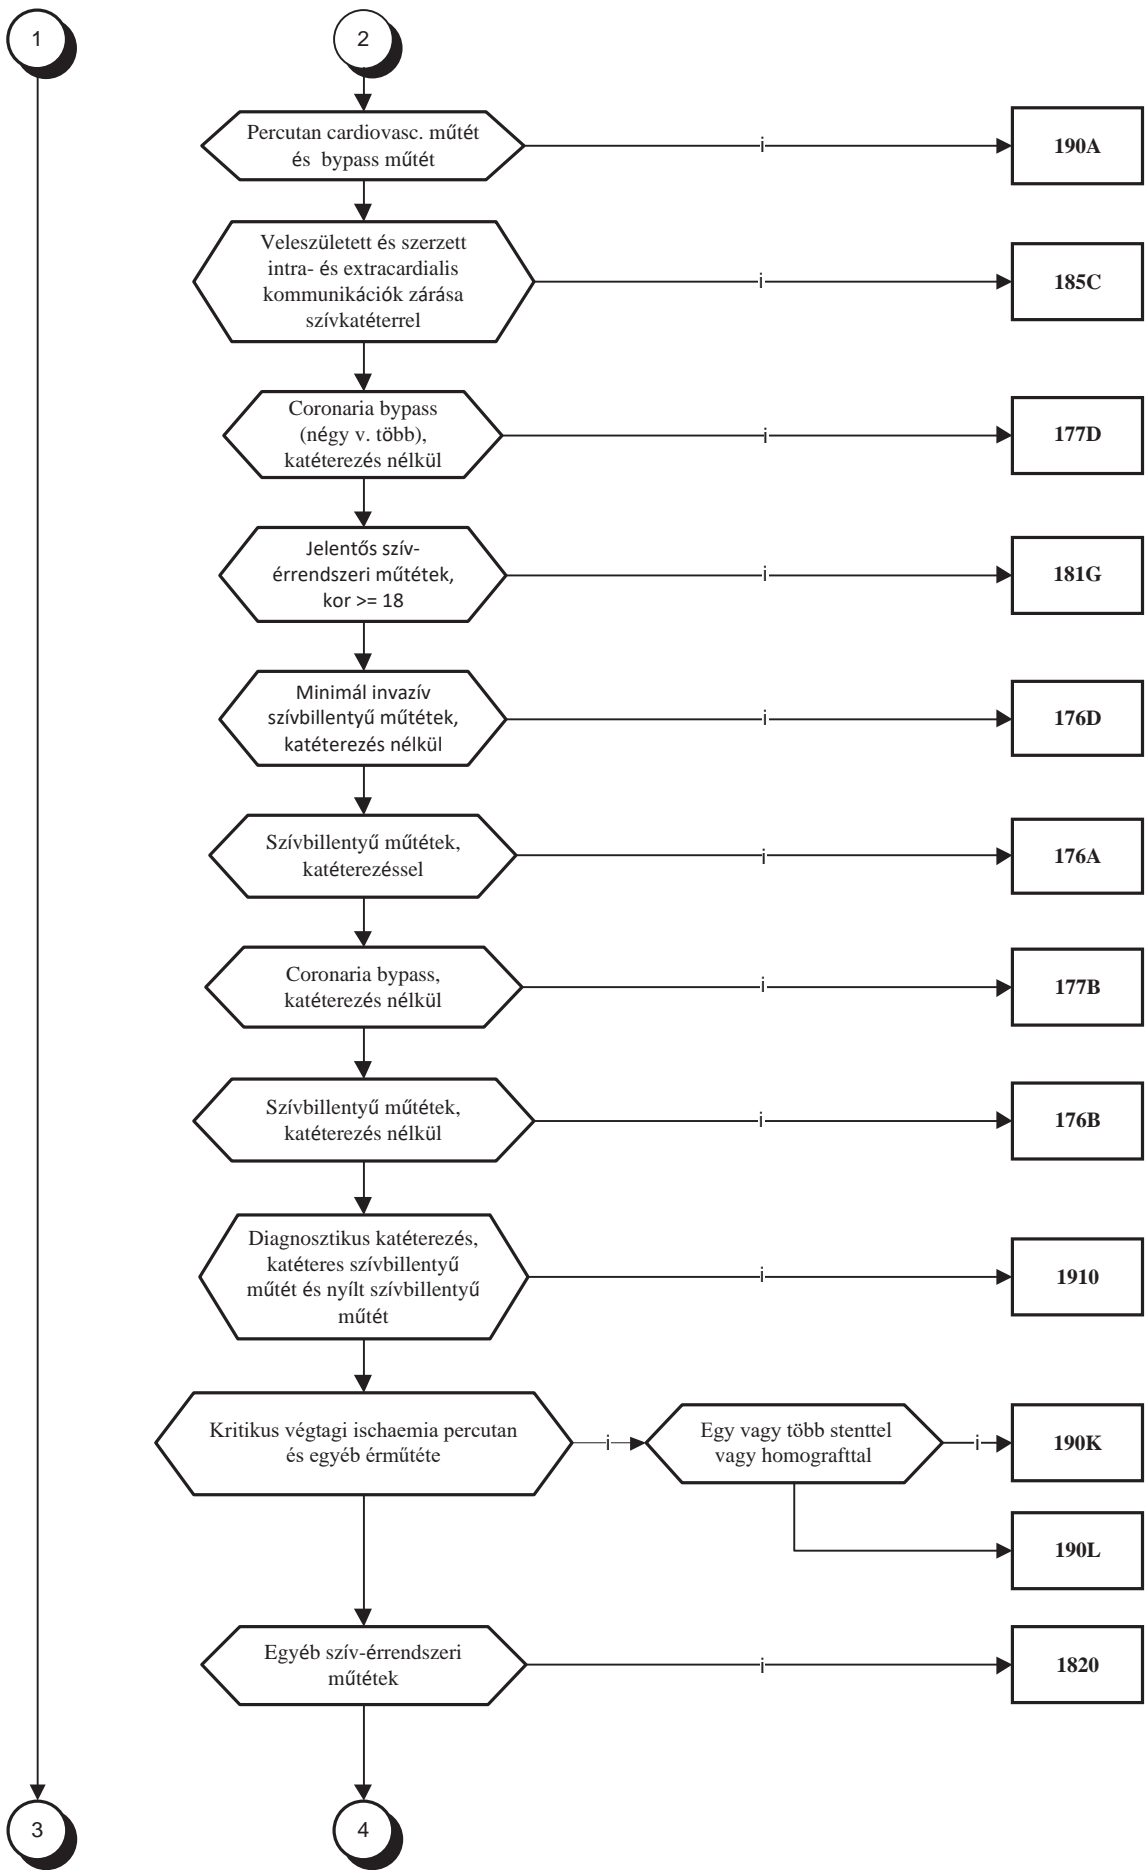 1
2
Percutan cardiovasc. műtét
és bypass műtét
i
190A
Veleszületett és szerzett
intra- és extracardialis
kommunikációk zárása
szívkatéterrel
i
185C
Coronaria bypass
(négy v. több),
katéterezés nélkül
i
177D
Jelentős szív-
érrendszeri műtétek,
kor >= 18
i
181G
Minimál invazív
szívbillentyű műtétek,
katéterezés nélkül
i
176D
Szívbillentyű műtétek,
katéterezéssel
i
176A
Coronaria bypass,
katéterezés nélkül
i
177B
Szívbillentyű műtétek,
katéterezés nélkül
i
176B
Diagnosztikus katéterezés,
katéteres szívbillentyű
műtét és nyílt szívbillentyű
műtét
i
1910
Kritikus végtagi ischaemia percutan
és egyéb érműtéte
i
Egy vagy több stenttel
vagy homografttal
i
190K
190L
Egyéb szív-érrendszeri
műtétek
i
1820
3
4